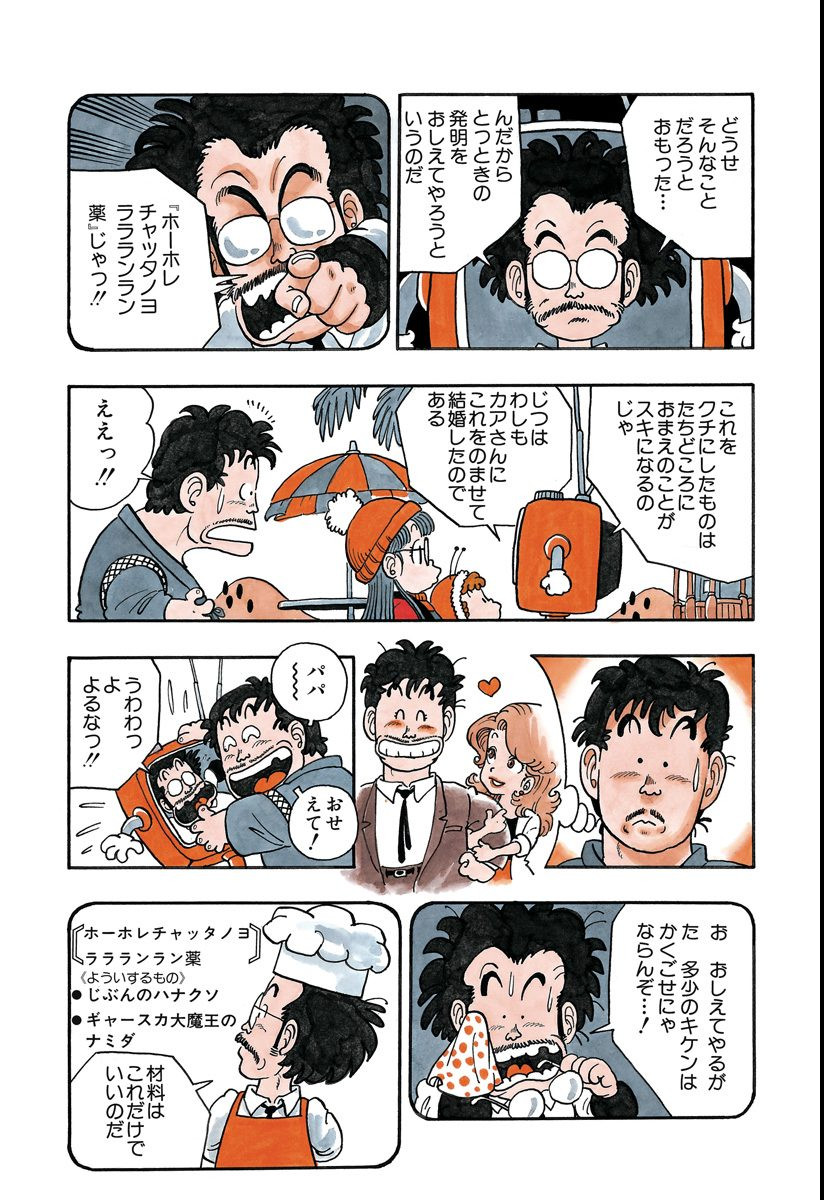 どうせ
そんなこと
だろうと
おもった…
んだから
とっときの
発明を
おしえてやろうと
いうのだ
『ホーホレ
チャッタノヨ
ララランラン
薬』じゃっ!!
これを
クチにしたものは
たちどころに
おまえのことが
スキになるの
じゃ
じつは
わしも
カアさんに
これをのませて
結婚したので
ある
ええっ!!
パパ
〜〜
おせ
えて!
うわわっ
よ
よるなっ!!
お おしえてやるが
た 多少のキケンは
かくごせにゃ
ならんぞ…!
ホーホレチャッタノヨ
ララランラン薬
《よういするもの》
●じぶんのハナクソ
●ギャースカ大魔王の
ナミダ
材料は
これだけで
いいのだ